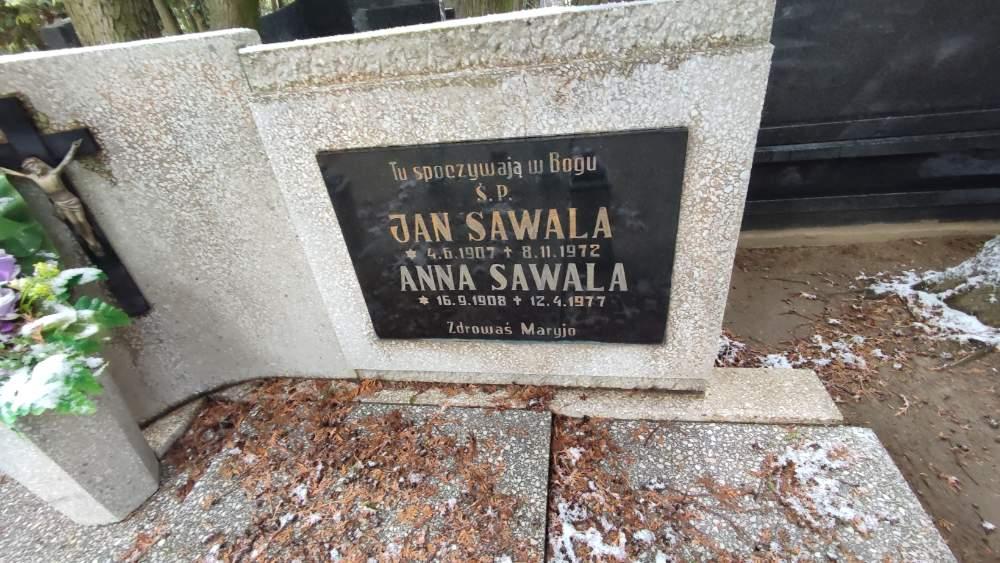 Tu spoczywają w Bogu
Ś.P.
JAN SAWALA
* 4.6.1907 + 8.11.1972
ANNA SAWALA
* 16.9.1908 + 12.4.1977
Zdrowaś Maryjo